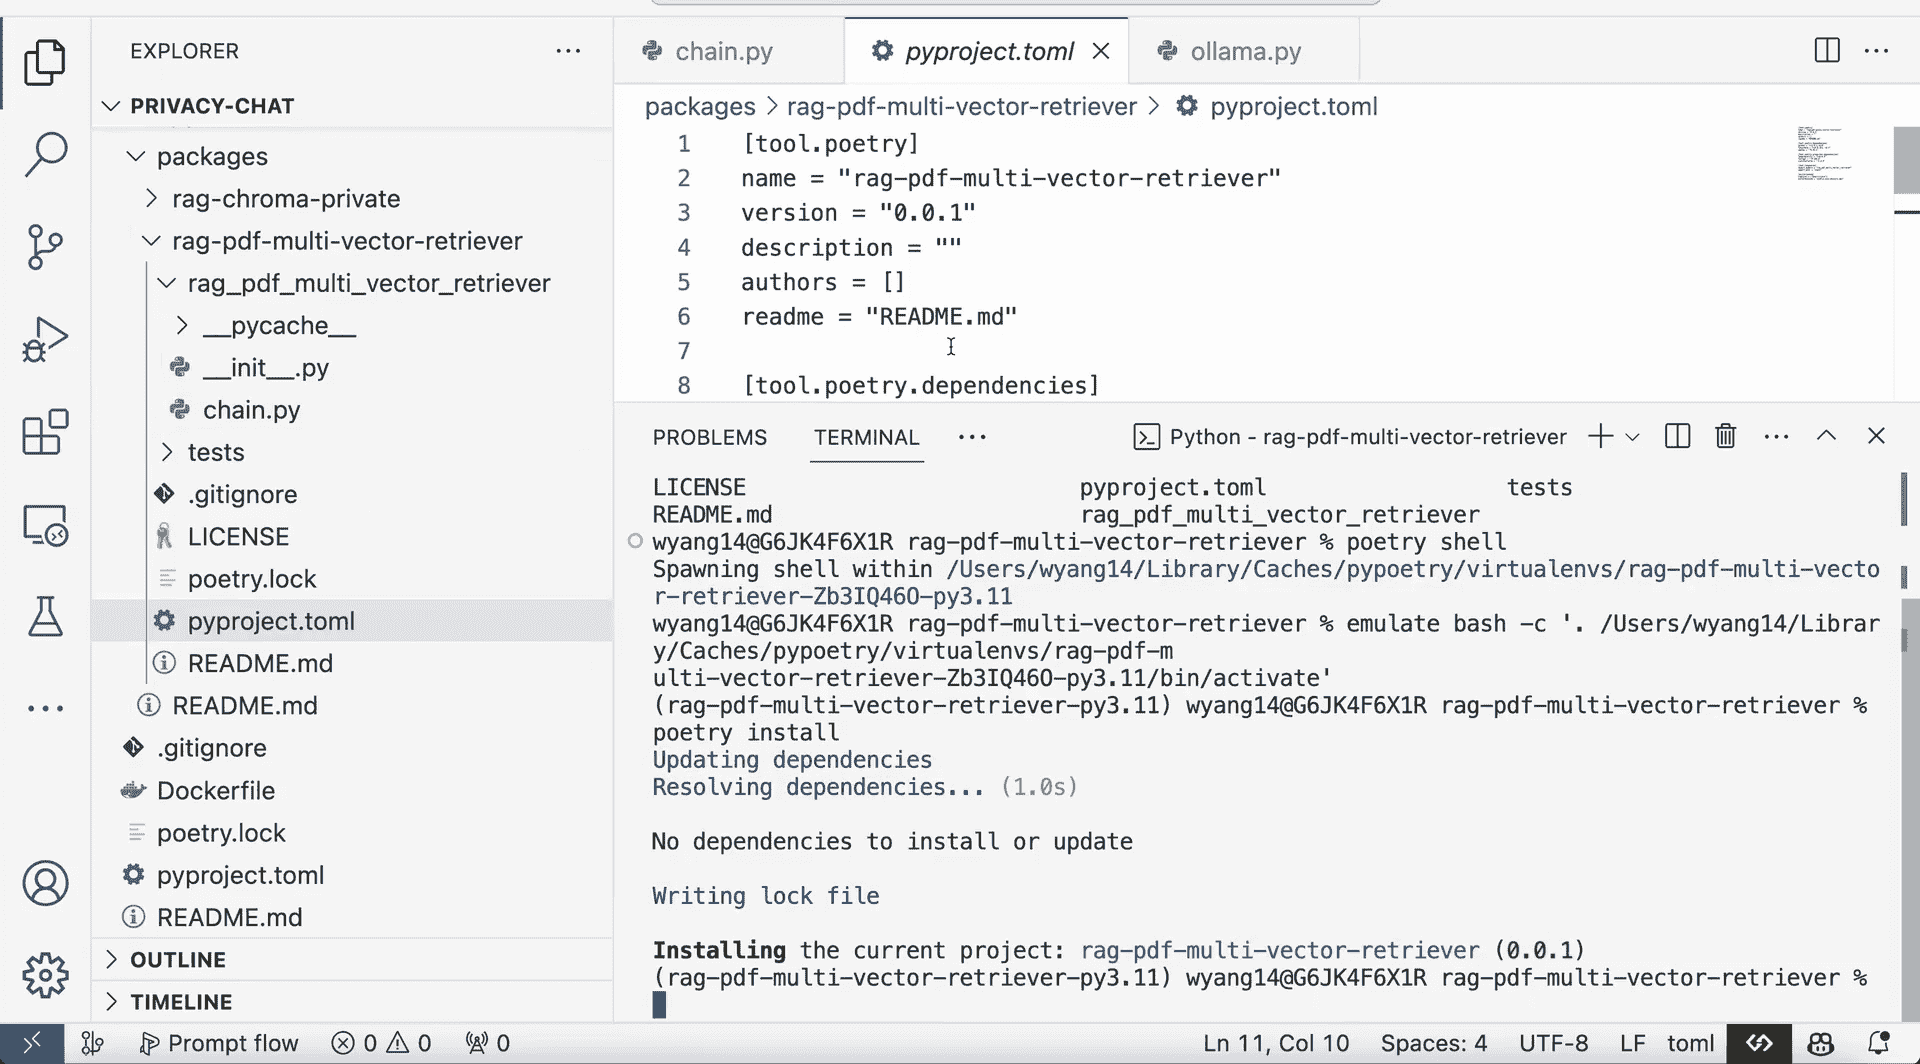 EXPLORER
PRIVACY-CHAT
packages
rag-chroma-private
rag-pdf-multi-vector-retriever
rag_pdf_multi_vector_retriever
__pycache__
__init__.py
chain.py
tests
.gitignore
LICENSE
poetry.lock
pyproject.toml
README.md
README.md
.gitignore
Dockerfile
poetry.lock
pyproject.toml
README.md
OUTLINE
TIMELINE
chain.py pyproject.toml ollama.py
packages > rag-pdf-multi-vector-retriever > pyproject.toml
1 [tool.poetry]
2 name = "rag-pdf-multi-vector-retriever"
3 version = "0.0.1"
4 description = ""
5 authors = []
6 readme = "README.md"
7
8 [tool.poetry.dependencies]
PROBLEMS TERMINAL Python - rag-pdf-multi-vector-retriever
LICENSE pyproject.toml tests
README.md rag_pdf_multi_vector_retriever
wyang14@G6JK4F6X1R rag-pdf-multi-vector-retriever % poetry shell
Spawning shell within /Users/wyang14/Library/Caches/pypoetry/virtualenvs/rag-pdf-multi-vecto
r-retriever-Zb3IQ46O-py3.11
wyang14@G6JK4F6X1R rag-pdf-multi-vector-retriever % emulate bash -c '. /Users/wyang14/Librar
y/Caches/pypoetry/virtualenvs/rag-pdf-m
ulti-vector-retriever-Zb3IQ46O-py3.11/bin/activate'
(rag-pdf-multi-vector-retriever-py3.11) wyang14@G6JK4F6X1R rag-pdf-multi-vector-retriever %
poetry install
Updating dependencies
Resolving dependencies... (1.0s)
No dependencies to install or update
Writing lock file
Installing the current project: rag-pdf-multi-vector-retriever (0.0.1)
(rag-pdf-multi-vector-retriever-py3.11) wyang14@G6JK4F6X1R rag-pdf-multi-vector-retriever %
Prompt flow 0 0 0 Ln 11, Col 10 Spaces: 4 UTF-8 LF toml